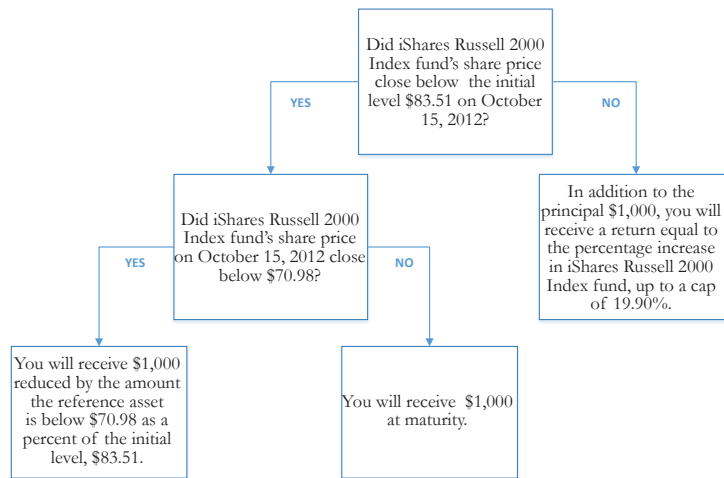 Did iShares Russell 2000
Index fund's share price
close below the initial
level $83.51 on October
15, 2012?
YES
NO
Did iShares Russell 2000
Index fund's share price
on October 15, 2012 close
below $70.98?
In addition to the
principal $1,000, you will
receive a return equal to
the percentage increase
in iShares Russell 2000
Index fund, up to a cap
of 19.90%.
YES
NO
You will receive $1,000
reduced by the amount
the reference asset
is below $70.98 as a
percent of the initial
level, $83.51.
You will receive $1,000
at maturity.